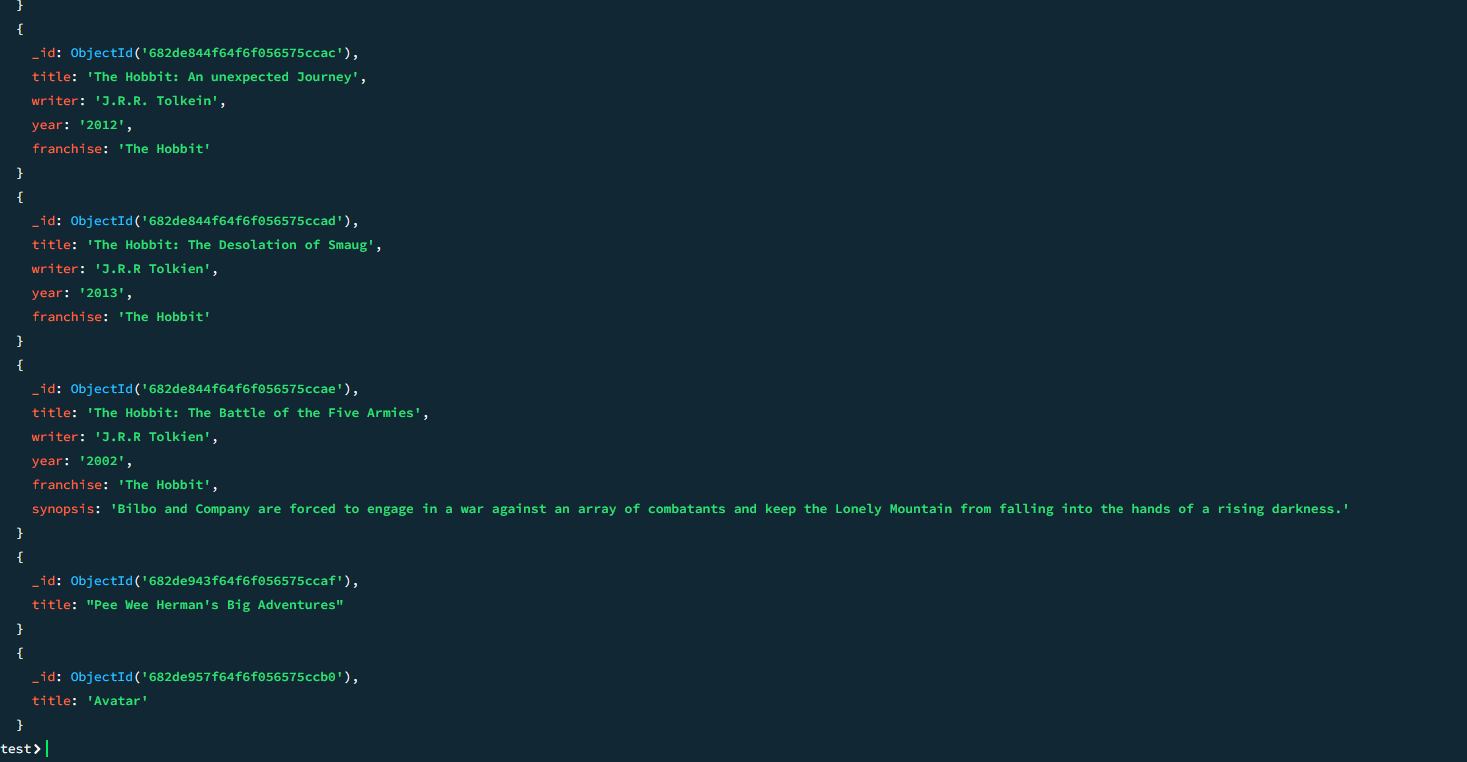 }
{
_id: ObjectId('682de844f64f6f056575ccac'),
title: 'The Hobbit: An unexpected Journey',
writer: 'J.R.R. Tolkein',
year: '2012',
franchise: 'The Hobbit'
}
{
_id: ObjectId('682de844f64f6f056575ccad'),
title: 'The Hobbit: The Desolation of Smaug',
writer: 'J.R.R Tolkien',
year: '2013',
franchise: 'The Hobbit'
}
{
_id: ObjectId('682de844f64f6f056575ccae'),
title: 'The Hobbit: The Battle of the Five Armies',
writer: 'J.R.R Tolkien',
year: '2002',
franchise: 'The Hobbit',
synopsis: 'Bilbo and Company are forced to engage in a war against an array of combatants and keep the Lonely Mountain from falling into the hands of a rising darkness.'
}
{
_id: ObjectId('682de943f64f6f056575ccaf'),
title: "Pee Wee Herman's Big Adventures"
}
{
_id: ObjectId('682de957f64f6f056575ccb0'),
title: 'Avatar'
}
test>